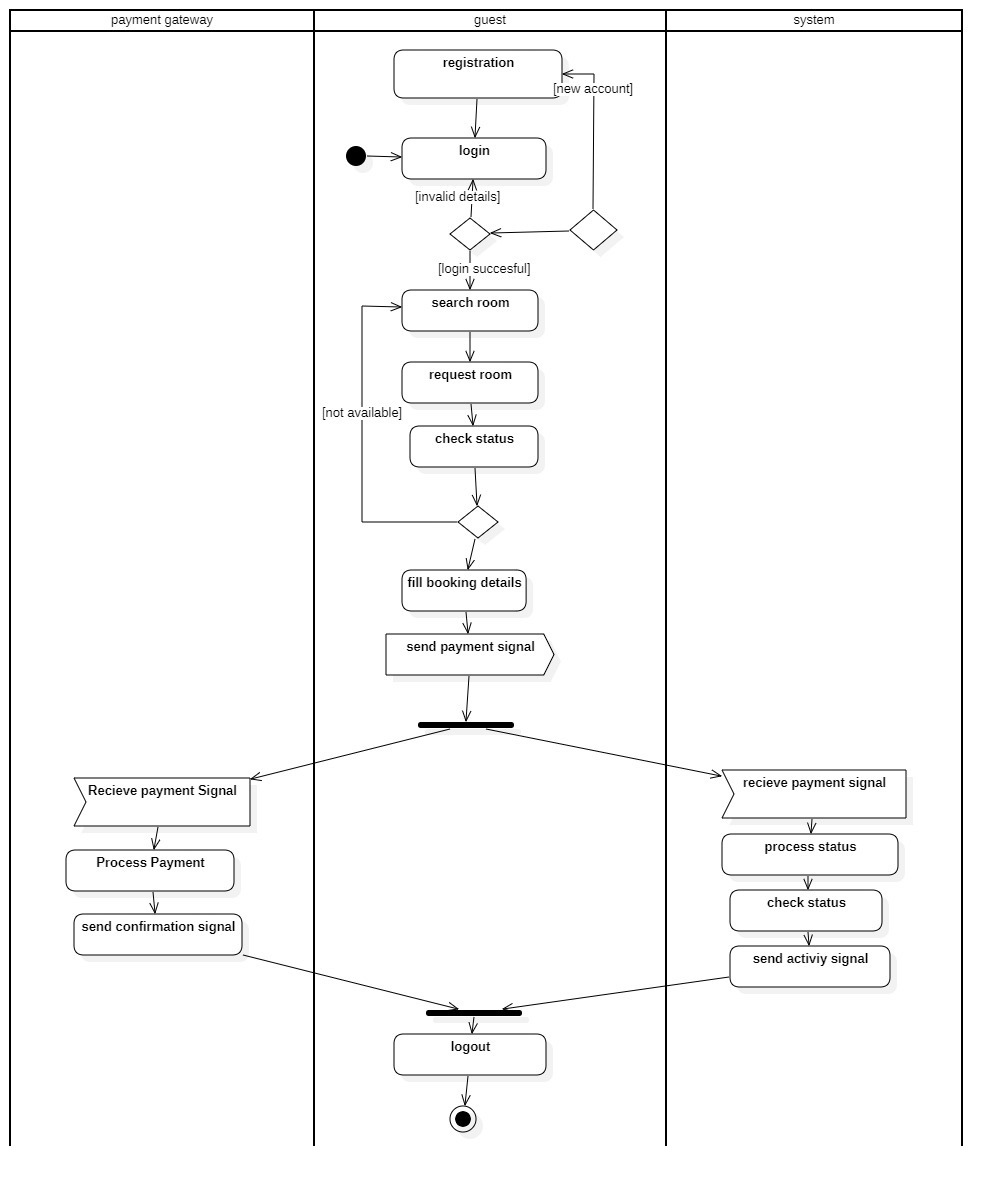 payment gateway
guest
system
registration
[new account]
login
[invalid details]
[login succesful]
search room
request room
[not available]
check status
fill booking details
send payment signal
Recieve payment Signal
recieve payment signal
Process Payment
process status
send confirmation signal
check status
send activiy signal
logout